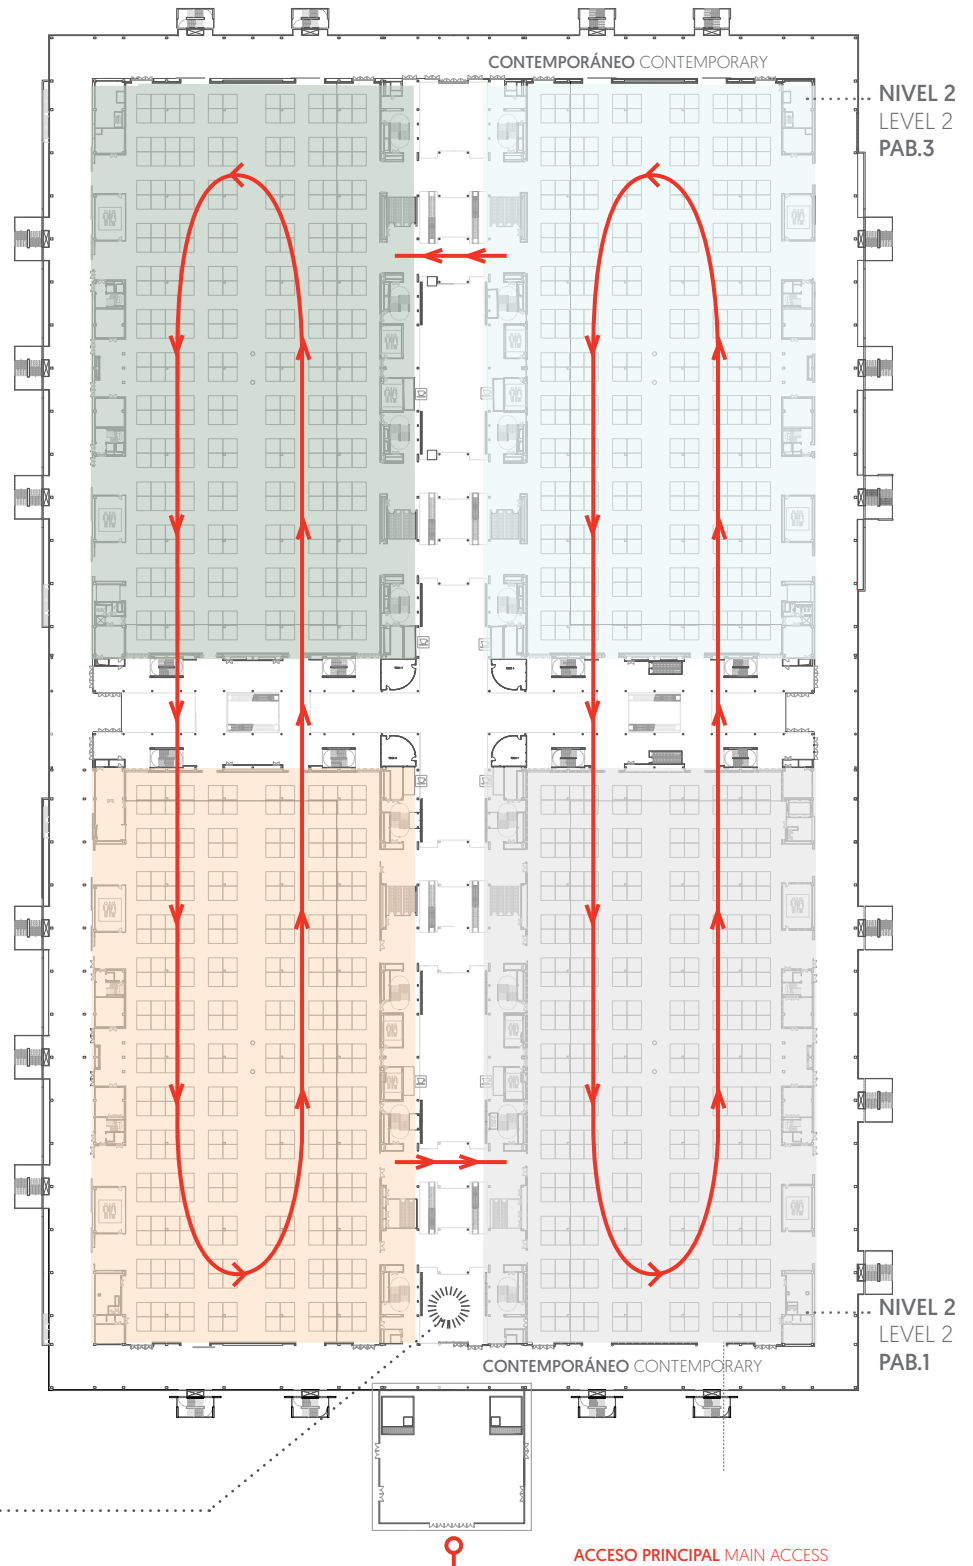 CONTEMPORÁNEO CONTEMPORARY
NIVEL 2
LEVEL 2
PAB.3
NIVEL 2
LEVEL 2
PAB.1
CONTEMPORÁNEO CONTEMPORARY
ACCESO PRINCIPAL MAIN ACCESS